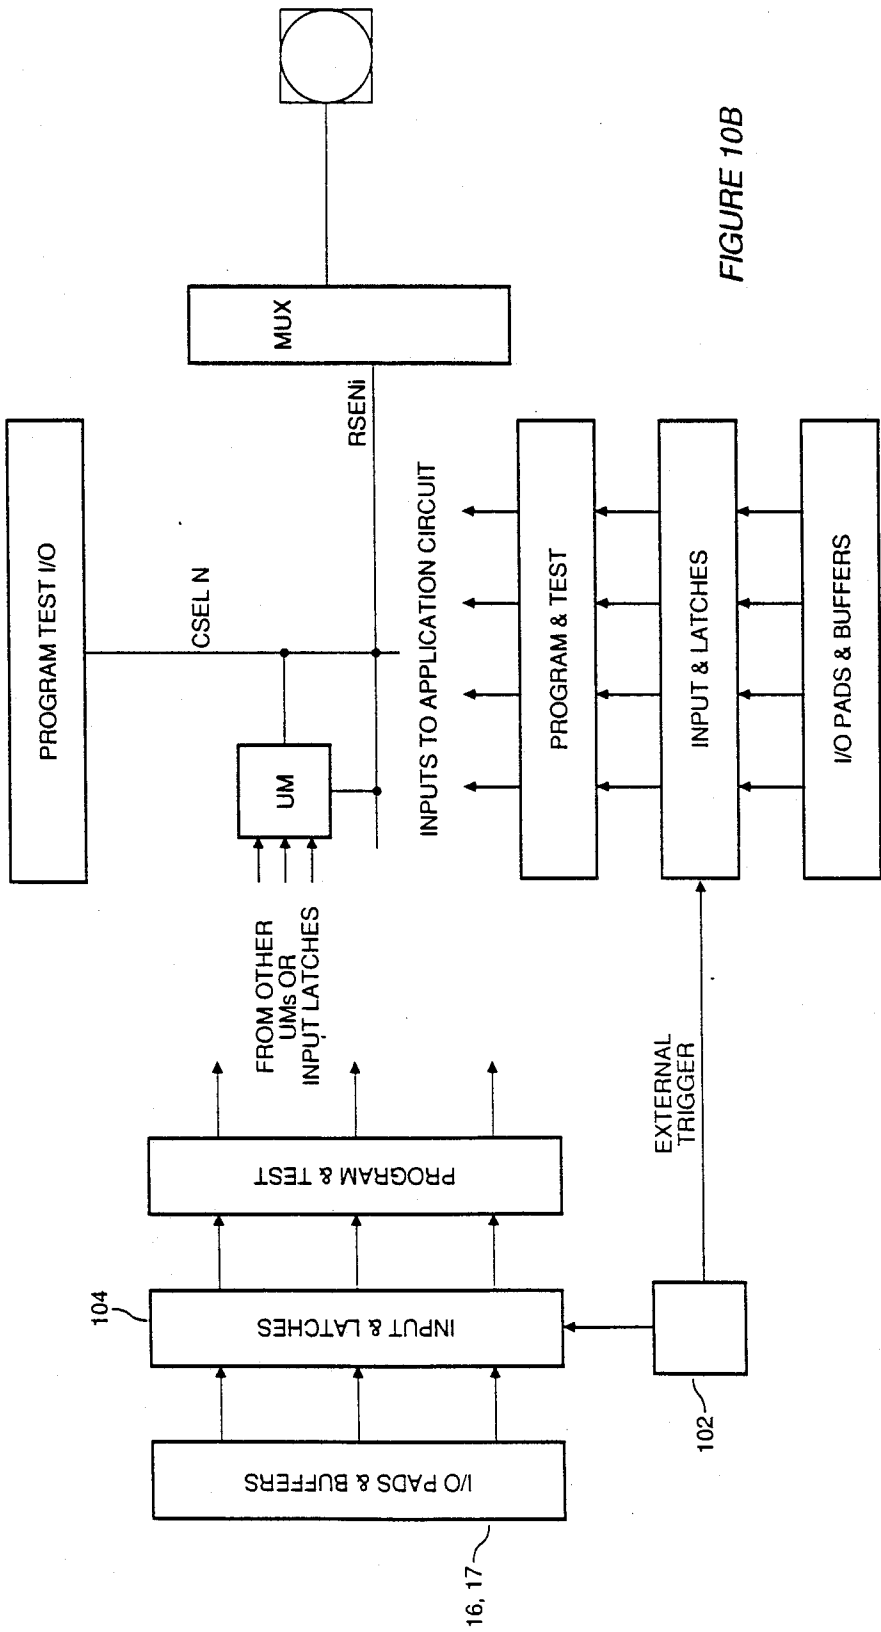 PROGRAM TEST I/O
CSEL N
UM
FROM OTHER
UMs OR
INPUT LATCHES
RSENi
MUX
INPUTS TO APPLICATION CIRCUIT
PROGRAM & TEST
INPUT & LATCHES
I/O PADS & BUFFERS
EXTERNAL
TRIGGER
PROGRAM & TEST
104
INPUT & LATCHES
I/O PADS & BUFFERS
16, 17
102
FIGURE 10B